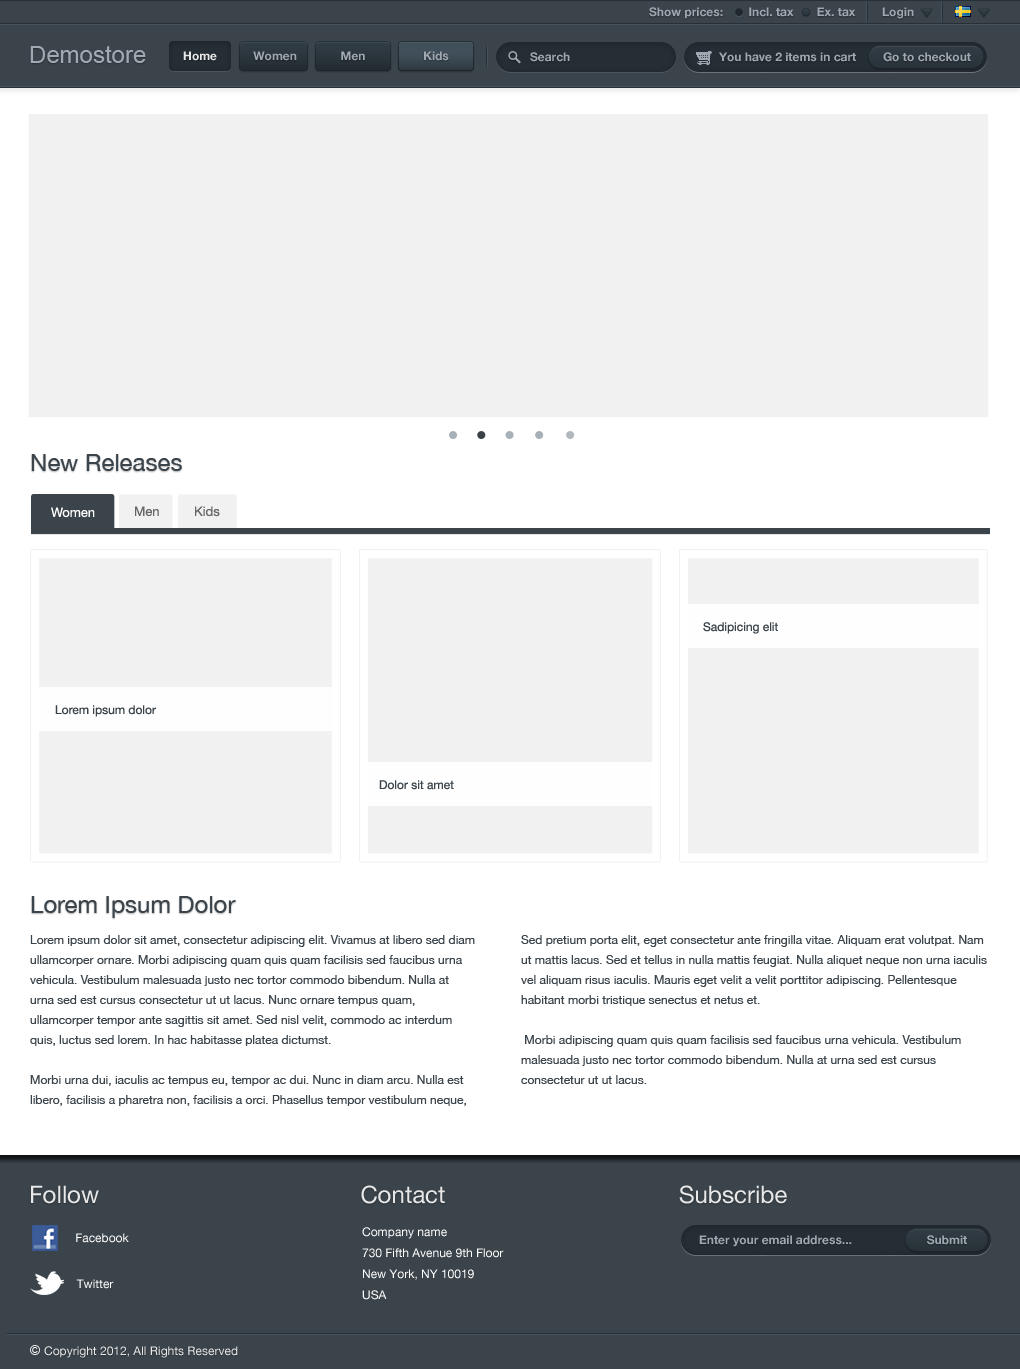 Show prices: Incl. tax Ex. tax Login
Demostore Home Women Men Kids Search You have 2 items in cart Go to checkout
New Releases
Women Men Kids
Sadipicing elit
Lorem ipsum dolor
Dolor sit amet
Lorem Ipsum Dolor
Lorem ipsum dolor sit amet, consectetur adipiscing elit. Vivamus at libero sed diam
ullamcorper ornare. Morbi adipiscing quam quis quam facilisis sed faucibus urna
vehicula. Vestibulum malesuada justo nec tortor commodo bibendum. Nulla at
urna sed est cursus consectetur ut ut lacus. Nunc ornare tempus quam,
ullamcorper tempor ante sagittis sit amet. Sed nisl velit, commodo ac interdum
quis, luctus sed lorem. In hac habitasse platea dictumst.
Morbi urna dui, iaculis ac tempus eu, tempor ac dui. Nunc in diam arcu. Nulla est
libero, facilisis a pharetra non, facilisis a orci. Phasellus tempor vestibulum neque,
Sed pretium porta elit, eget consectetur ante fringilla vitae. Aliquam erat volutpat. Nam
ut mattis lacus. Sed et tellus in nulla mattis feugiat. Nulla aliquet neque non urna iaculis
vel aliquam risus iaculis. Mauris eget velit a velit porttitor adipiscing. Pellentesque
habitant morbi tristique senectus et netus et.
Morbi adipiscing quam quis quam facilisis sed faucibus urna vehicula. Vestibulum
malesuada justo nec tortor commodo bibendum. Nulla at urna sed est cursus
consectetur ut ut lacus.
Follow
Facebook
Twitter
Contact
Company name
730 Fifth Avenue 9th Floor
New York, NY 10019
USA
Subscribe
Enter your email address... Submit
© Copyright 2012, All Rights Reserved